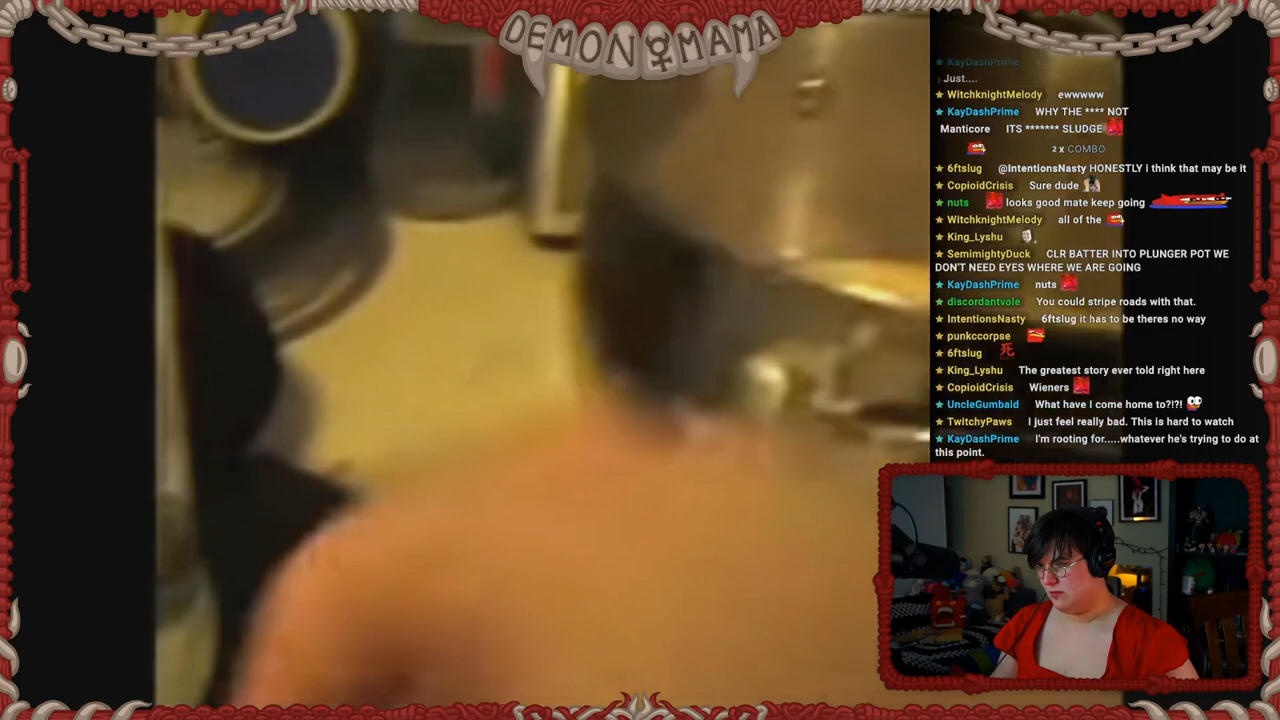 DEMON MAMA
KayDashPrime
Just....
WitchknightMelody ewwwww
KayDashPrime WHY THE **** NOT
Manticore ITS ******* SLUDGE
2 x COMBO
6ftslug @IntentionsNasty HONESTLY i think that may be it
CopioidCrisis Sure dude
nuts looks good mate keep going
WitchknightMelody all of the
King_Lyshu
SemimightyDuck CLR BATTER INTO PLUNGER POT WE
DON'T NEED EYES WHERE WE ARE GOING
KayDashPrime nuts
discordantvole You could stripe roads with that.
IntentionsNasty 6ftslug it has to be theres no way
punkccorpse
6ftslug 死
King_Lyshu The greatest story ever told right here
CopioidCrisis Wieners
UncleGumbald What have I come home to?!?!
TwitchyPaws I just feel really bad. This is hard to watch
KayDashPrime I'm rooting for.....whatever he's trying to do at
this point.